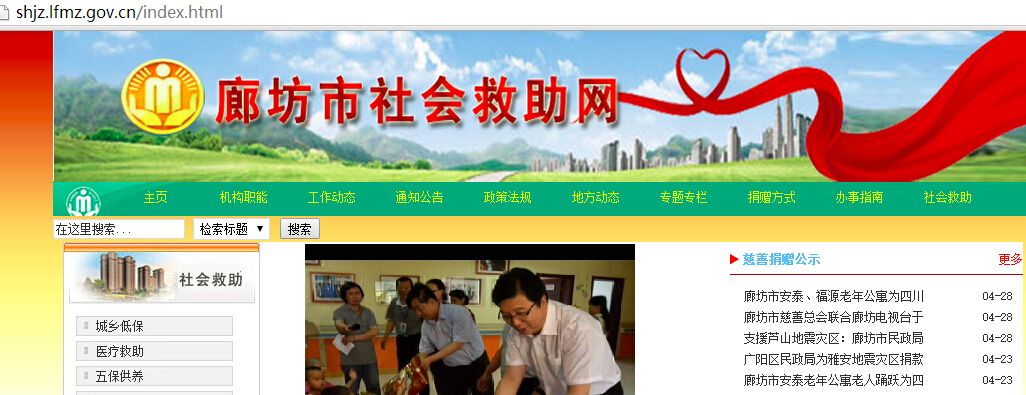 shjz.lfmz.gov.cn/index.html
廊坊市社会救助网
主页 机构职能 工作动态 通知公告 政策法规 地方动态 专题专栏 捐赠方式 办事指南 社会救助
在这里搜索... 检索标题 ▼ 搜索
社会救助
城乡低保
医疗救助
五保供养
慈善捐赠公示 更多
廊坊市安泰、福源老年公寓为四川 04-28
廊坊市慈善总会联合廊坊电视台于 04-28
支援芦山地震灾区：廊坊市民政局 04-28
广阳区民政局为雅安地震灾区捐款 04-23
廊坊市安泰老年公寓老人踊跃为四 04-23